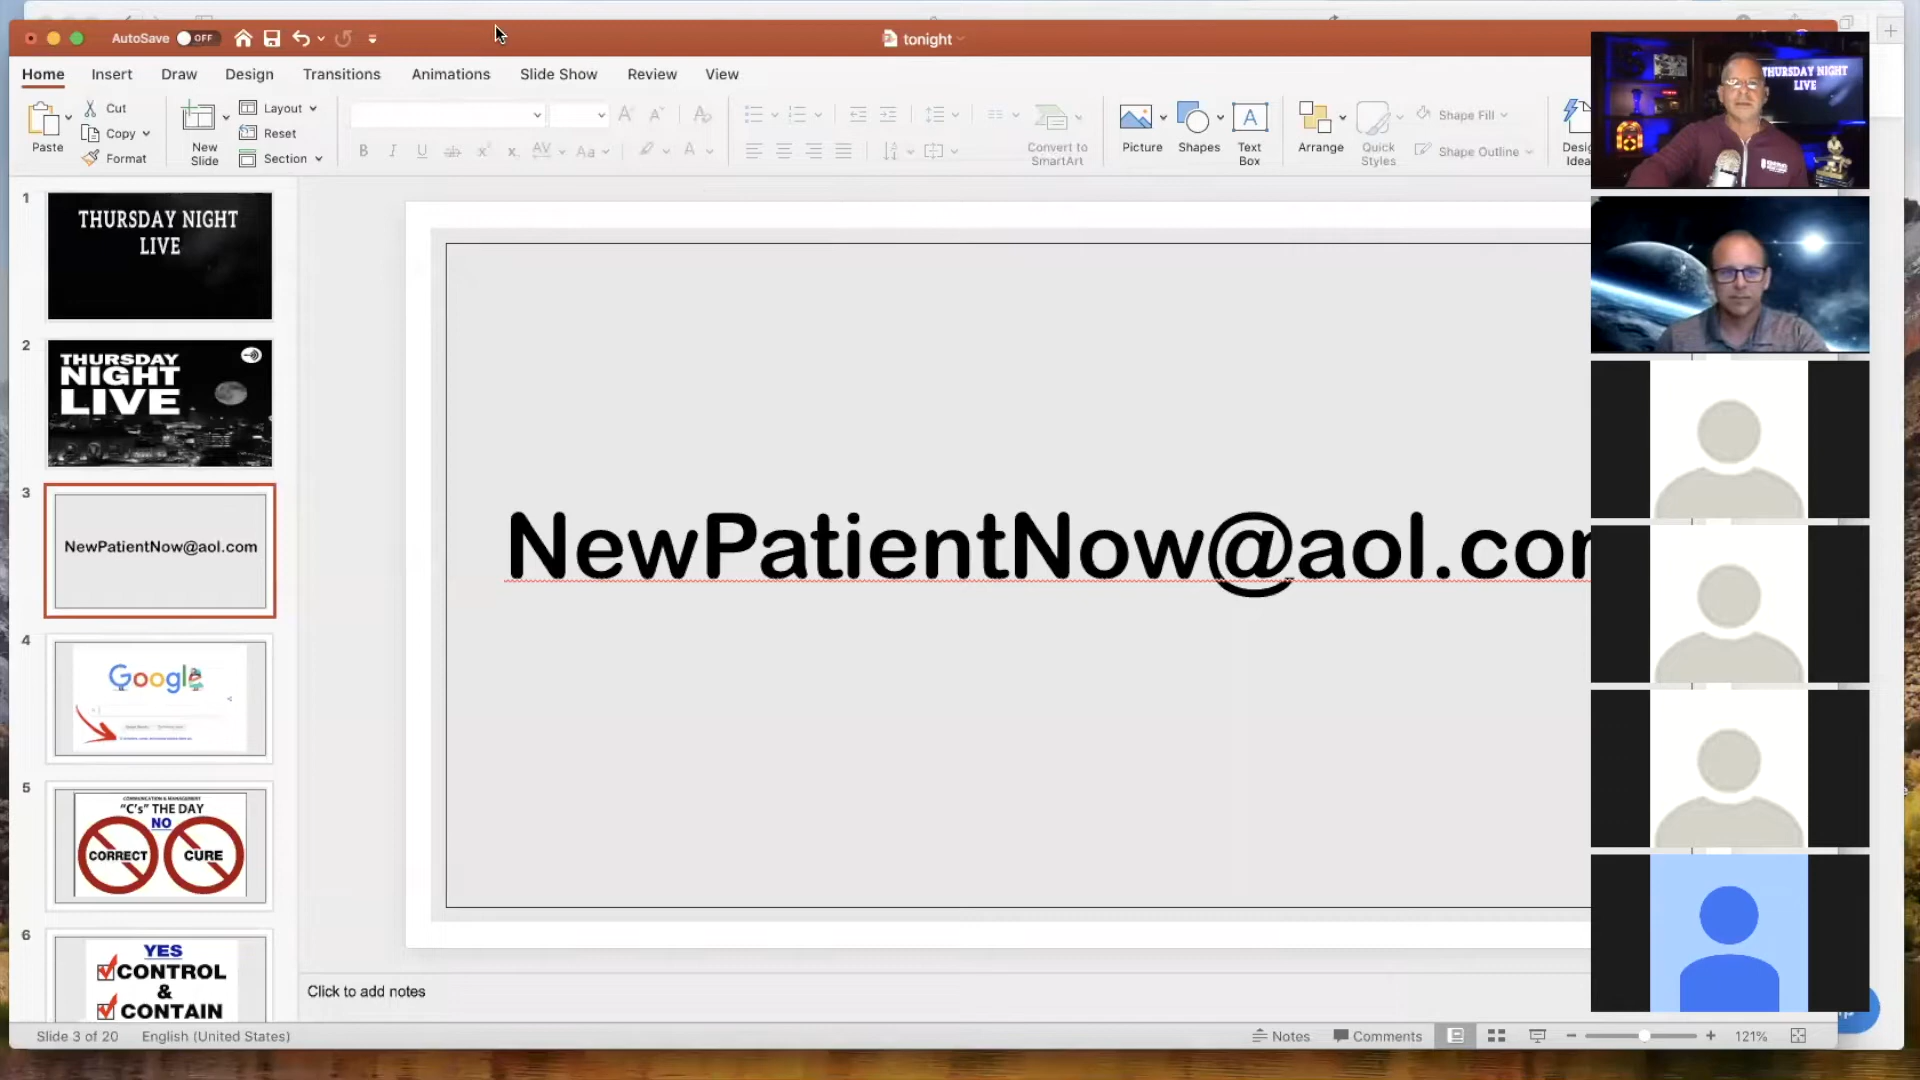 AutoSave OFF
tonight
Home Insert Draw Design Transitions Animations Slide Show Review View
Paste
Cut
Copy
Format
New
Slide
Layout
Reset
Section
B I U
Convert to
SmartArt
Picture
Shapes
Text
Box
Arrange
Quick
Styles
Shape Fill
Shape Outline
THURSDAY NIGHT
LIVE
1
THURSDAY NIGHT
LIVE
2
THURSDAY
NIGHT
LIVE
3
NewPatientNow@aol.com
4
Google
5
COMMUNICATION & MANAGEMENT
"C's" THE DAY
NO
CORRECT
CURE
6
YES
CONTROL
&
CONTAIN
NewPatientNow@aol.co
Click to add notes
Slide 3 of 20 English (United States)
Notes Comments 121%